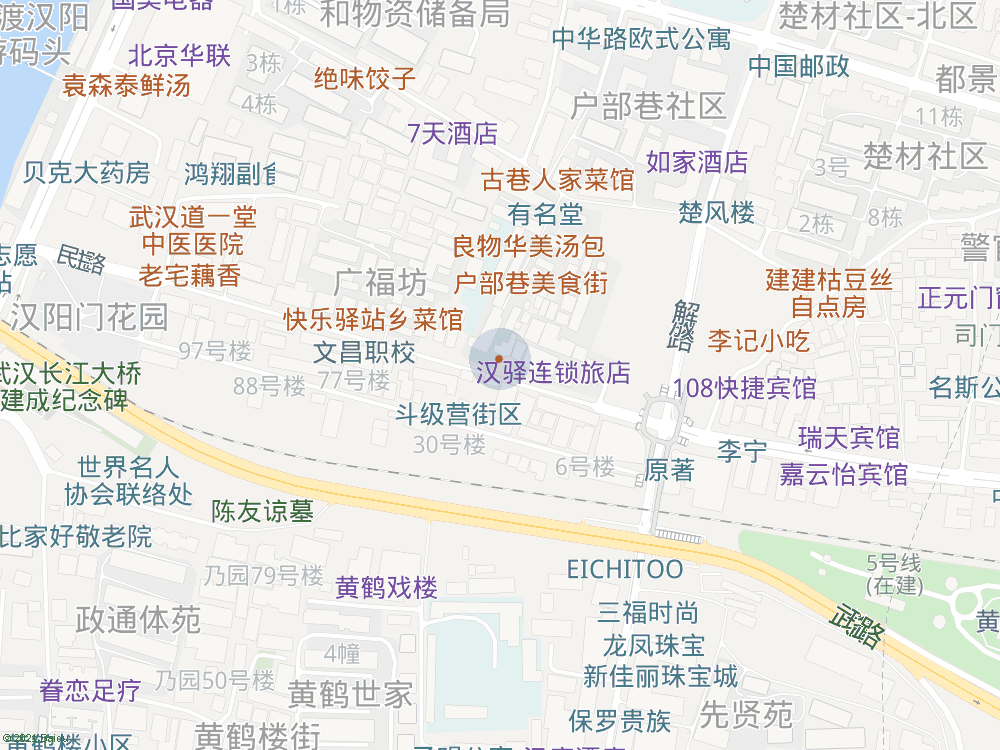 国美电器
1栋
和物资储备局
渡汉阳
游码头
楚材社区-北区
中华路欧式公寓
北京华联
3栋
绝味饺子
中国邮政
都景
袁森泰鲜汤
4栋
户部巷社区
11栋
7天酒店
如家酒店
3号
楚材社区
贝克大药房
鸿翔副食
古巷人家菜馆
武汉道一堂
中医医院
有名堂
楚风楼
2栋
8栋
志愿
站
民
路
良物华美汤包
警官
老宅藕香
广福坊
户部巷美食街
建建枯豆丝
自点房
正元门窗
汉阳门花园
快乐驿站乡菜馆
解
路
李记小吃
司门
97号楼
文昌职校
武汉长江大桥
建成纪念碑
88号楼
77号楼
汉驿连锁旅店
108快捷宾馆
名斯公
斗级营街区
30号楼
瑞天宾馆
李宁
世界名人
协会联络处
6号楼
原著
嘉云怡宾馆
陈友谅墓
比家好敬老院
5号线
(在建)
EICHITOO
乃园79号楼
黄鹤戏楼
政通体苑
三福时尚
武
路
黄
龙凤珠宝
4幢
新佳丽珠宝城
眷恋足疗
乃园50号楼
黄鹤世家
保罗贵族
先贤苑
黄鹤楼小区
黄鹤楼街